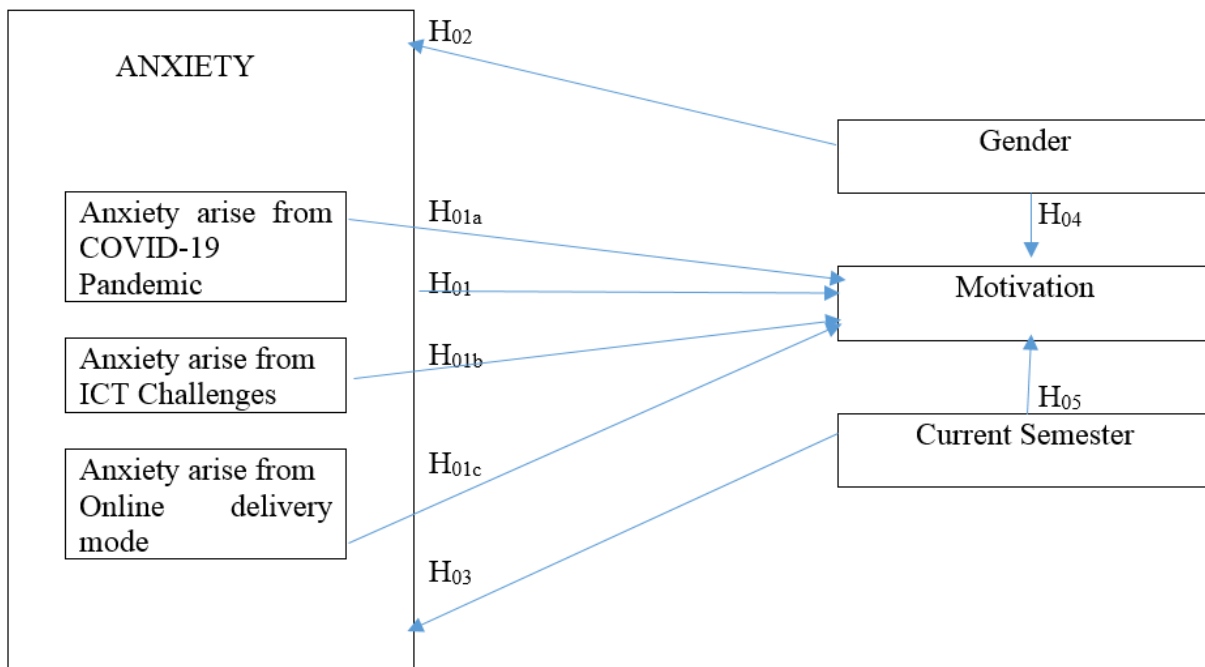 H02
ANXIETY
Gender
Anxiety arise from
COVID-19
Pandemic
H01a
H04
H01
Motivation
Anxiety arise from
ICT Challenges
H01b
H05
Current Semester
Anxiety arise from
Online delivery
mode
H01c
H03